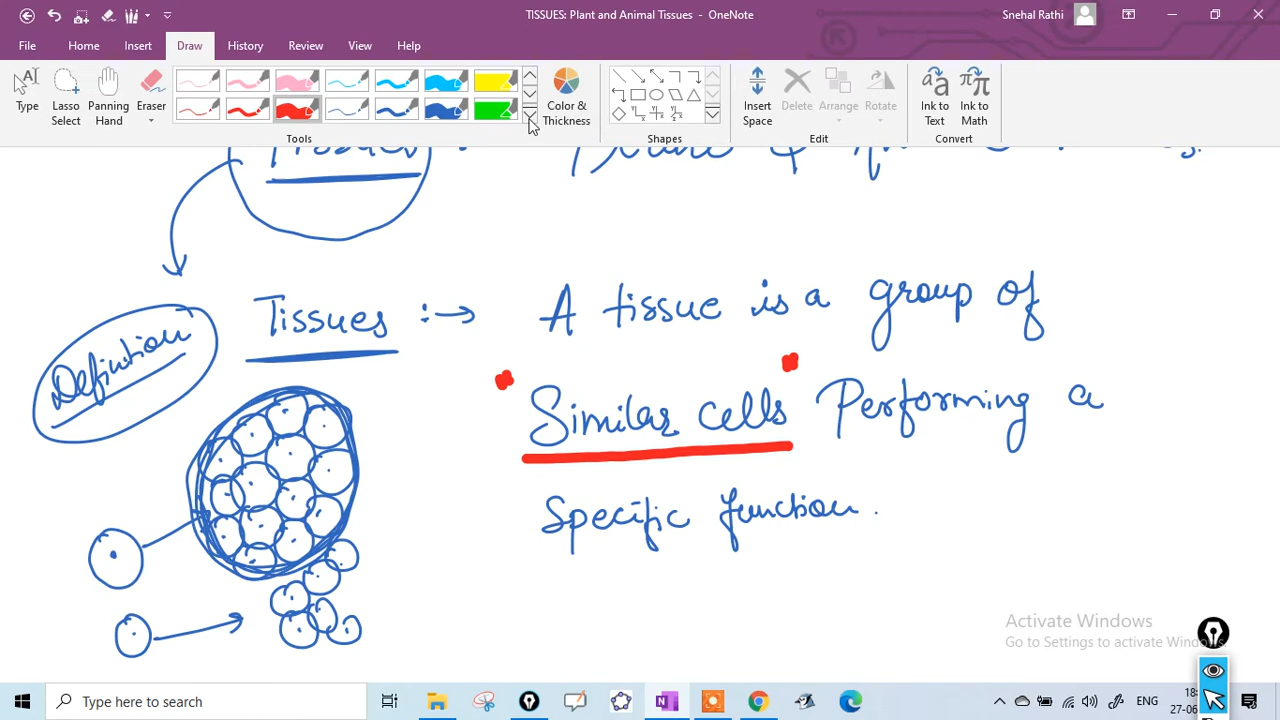 TISSUES: Plant and Animal Tissues - OneNote
Snehal Rathi
File Home Insert Draw History Review View Help
Type
Lasso Select
Panning Hand
Eraser
Color & Thickness
Insert Space
Delete
Arrange
Rotate
Ink to Text
Ink to Math
Tools
Shapes
Edit
Convert
Definition
Tissues :→ A tissue is a group of
Similar cells Performing a
Specific function.
Activate Windows
Go to Settings to activate Windows.
Type here to search
ENG
18:
27-06